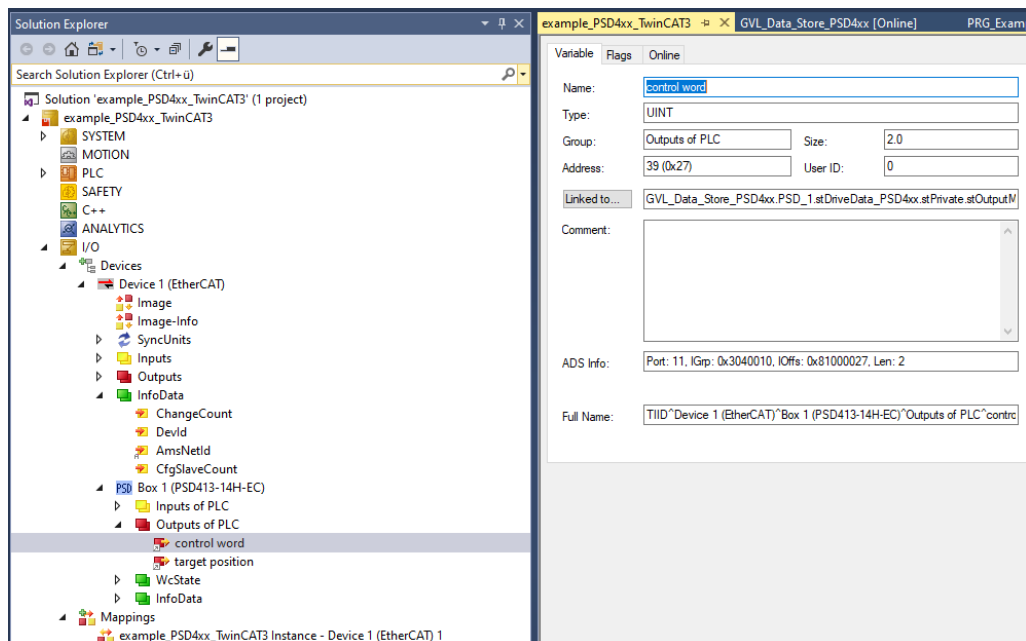 Solution Explorer
Search Solution Explorer (Ctrl+ü)
Solution 'example_PSD4xx_TwinCAT3' (1 project)
example_PSD4xx_TwinCAT3
SYSTEM
MOTION
PLC
SAFETY
C++
ANALYTICS
I/O
Devices
Device 1 (EtherCAT)
Image
Image-Info
SyncUnits
Inputs
Outputs
InfoData
ChangeCount
DevId
AmsNetId
CfgSlaveCount
PSD Box 1 (PSD413-14H-EC)
Inputs of PLC
Outputs of PLC
control word
target position
WcState
InfoData
Mappings
example_PSD4xx_TwinCAT3 Instance - Device 1 (EtherCAT) 1
example_PSD4xx_TwinCAT3 GVL_Data_Store_PSD4xx [Online] PRG_Exam
Variable Flags Online
Name: control word
Type: UINT
Group: Outputs of PLC Size: 2.0
Address: 39 (0x27) User ID: 0
Linked to... GVL_Data_Store_PSD4xx.PSD_1.stDriveData_PSD4xx.stPrivate.stOutputM
Comment:
ADS Info: Port: 11, IGrp: 0x3040010, IOffs: 0x81000027, Len: 2
Full Name: TIID^Device 1 (EtherCAT)^Box 1 (PSD413-14H-EC)^Outputs of PLC^contrc